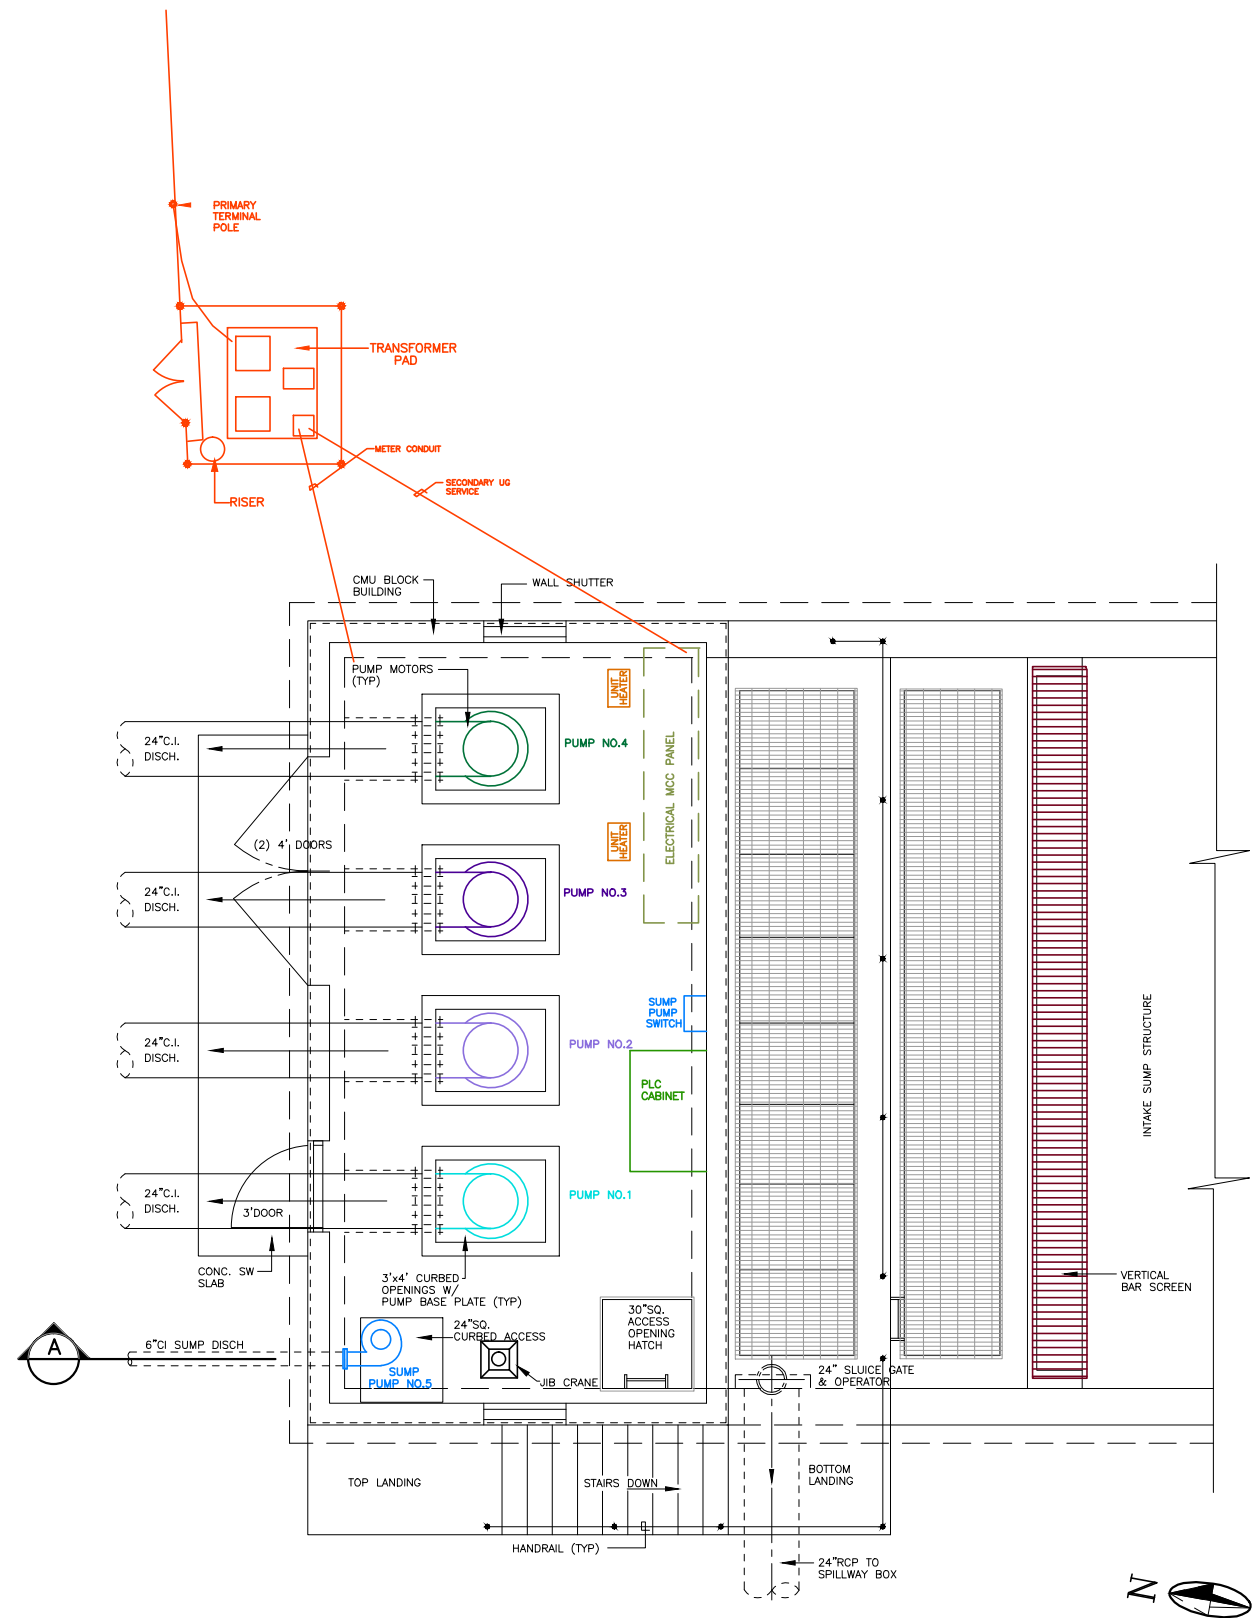 PRIMARY
TERMINAL
POLE
TRANSFORMER
PAD
METER CONDUIT
SECONDARY UG
SERVICE
RISER
CMU BLOCK
BUILDING
WALL SHUTTER
PUMP MOTORS
(TYP)
UNIT
HEATER
24"C.I.
DISCH.
PUMP NO.4
ELECTRICAL MCC PANEL
(2) 4' DOORS
UNIT
HEATER
24"C.I.
DISCH.
PUMP NO.3
SUMP
PUMP
SWITCH
24"C.I.
DISCH.
PUMP NO.2
PLC
CABINET
INTAKE SUMP STRUCTURE
24"C.I.
DISCH.
PUMP NO.1
3'DOOR
CONC. SW
SLAB
3'x4' CURBED
OPENINGS W/
PUMP BASE PLATE (TYP)
VERTICAL
BAR SCREEN
24"SQ.
CURBED ACCESS
30"SQ.
ACCESS
OPENING
HATCH
A
6"CI SUMP DISCH
SUMP
PUMP NO.5
JIB CRANE
24" SLUICE GATE
& OPERATOR
TOP LANDING
STAIRS DOWN
BOTTOM
LANDING
HANDRAIL (TYP)
24"RCP TO
SPILLWAY BOX
N